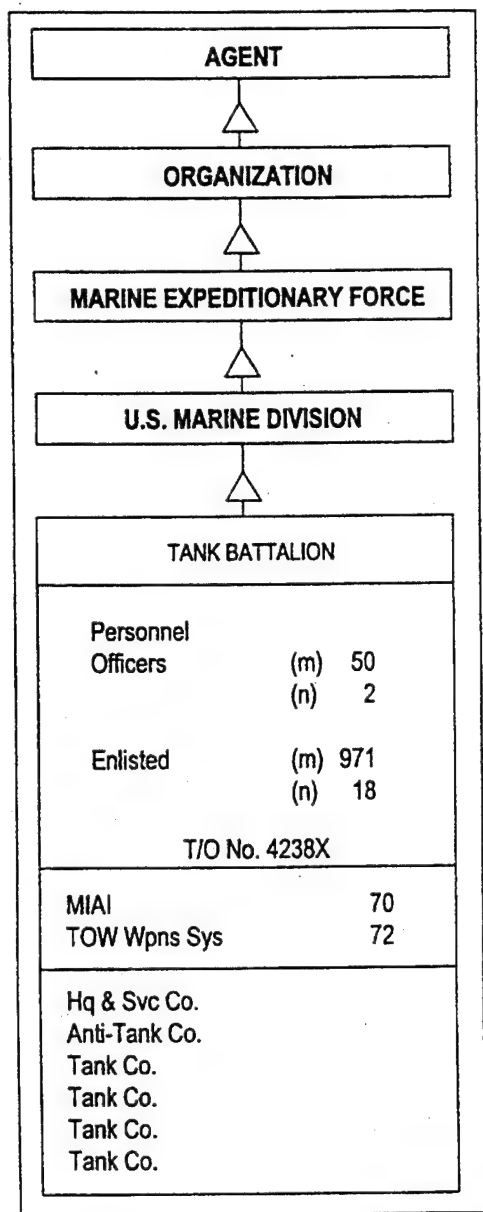 AGENT
ORGANIZATION
MARINE EXPEDITIONARY FORCE
U.S. MARINE DIVISION
TANK BATTALION
Personnel
Officers (m) 50
(n) 2
Enlisted (m) 971
(n) 18
T/O No. 4238X
MIAI 70
TOW Wpns Sys 72
Hq & Svc Co.
Anti-Tank Co.
Tank Co.
Tank Co.
Tank Co.
Tank Co.